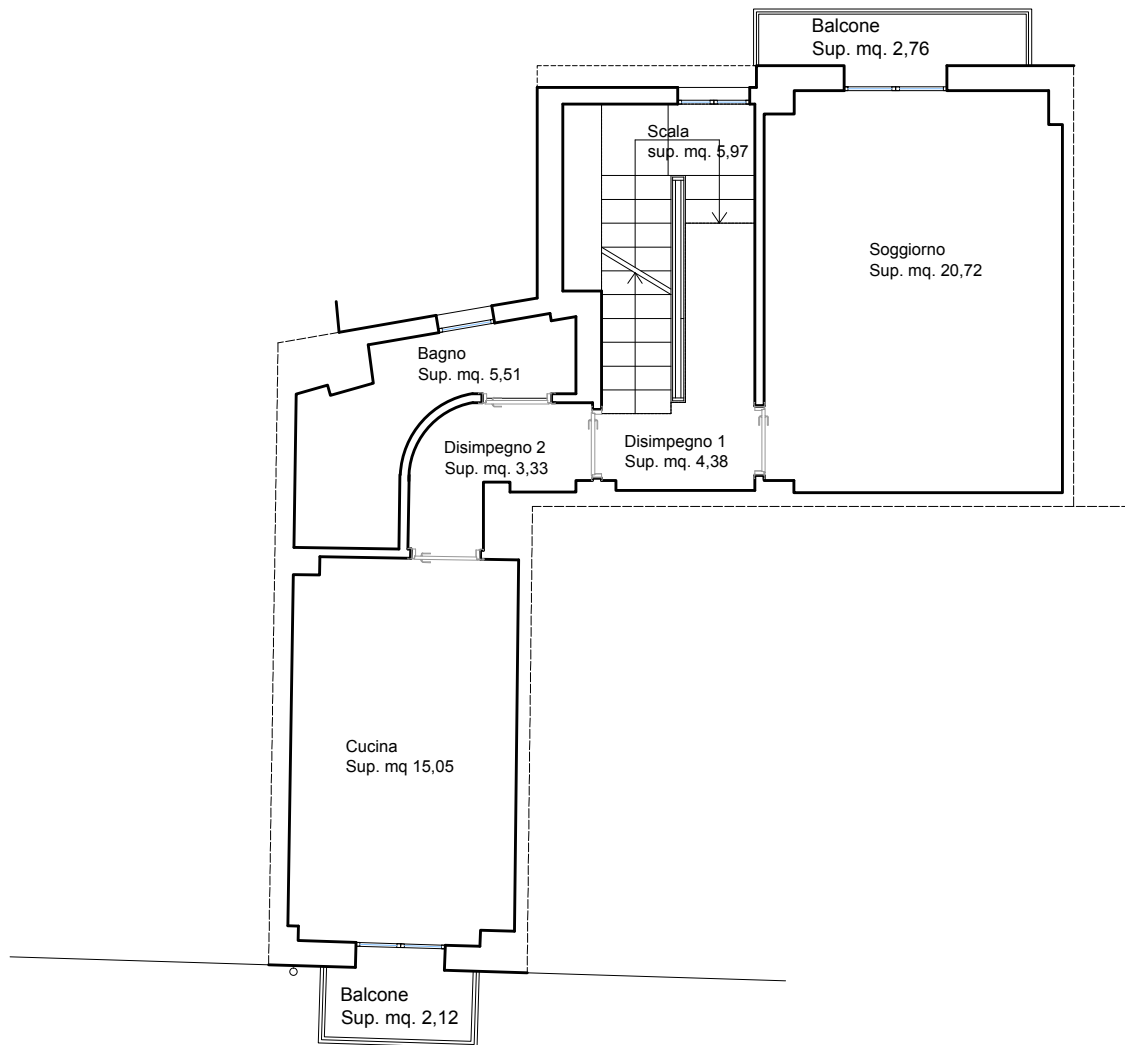 Balcone
Sup. mq. 2,76
Scala
sup. mq. 5,97
Soggiorno
Sup. mq. 20,72
Bagno
Sup. mq. 5,51
Disimpegno 2
Sup. mq. 3,33
Disimpegno 1
Sup. mq. 4,38
Cucina
Sup. mq 15,05
Balcone
Sup. mq. 2,12